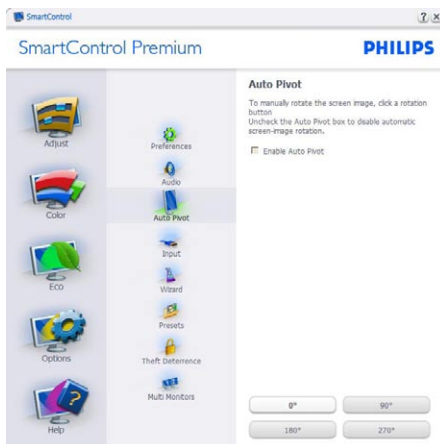 SmartControl
SmartControl Premium
PHILIPS
Adjust
Color
Eco
Options
Help
Preferences
Audio
Auto Pivot
Input
Wizard
Presets
Theft Deterrence
Multi Monitors
Auto Pivot
To manually rotate the screen image, click a rotation
button
Uncheck the Auto Pivot box to disable automatic
screen-image rotation.
Enable Auto Pivot
0°
90°
180°
270°